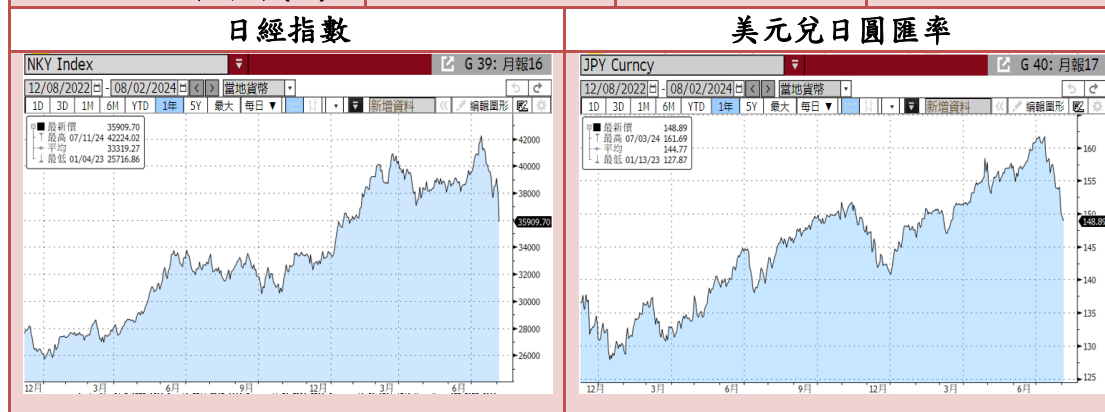 日經指數
美元兌日圓匯率
NKY Index
G 39: 月報16
12/08/2022 - 08/02/2024 < > 當地貨幣
1D 3D 1M 6M YTD 1年 5Y 最大 每日 ▼ 新增資料 « 編輯圖形
最新價 35909.70
最高 07/11/24 42224.02
平均 33319.27
最低 01/04/23 25716.86
42000
40000
38000
35909.70
34000
32000
30000
28000
26000
12月 3月 6月 9月 12月 3月 6月
JPY Curncy
G 40: 月報17
12/08/2022 - 08/02/2024 < > 當地貨幣
1D 3D 1M 6M YTD 1年 5Y 最大 每日 ▼ 新增資料 « 編輯圖形
最新價 148.89
最高 07/03/24 161.69
平均 144.77
最低 01/13/23 127.87
160
155
150
148.89
145
140
135
130
125
12月 3月 6月 9月 12月 3月 6月